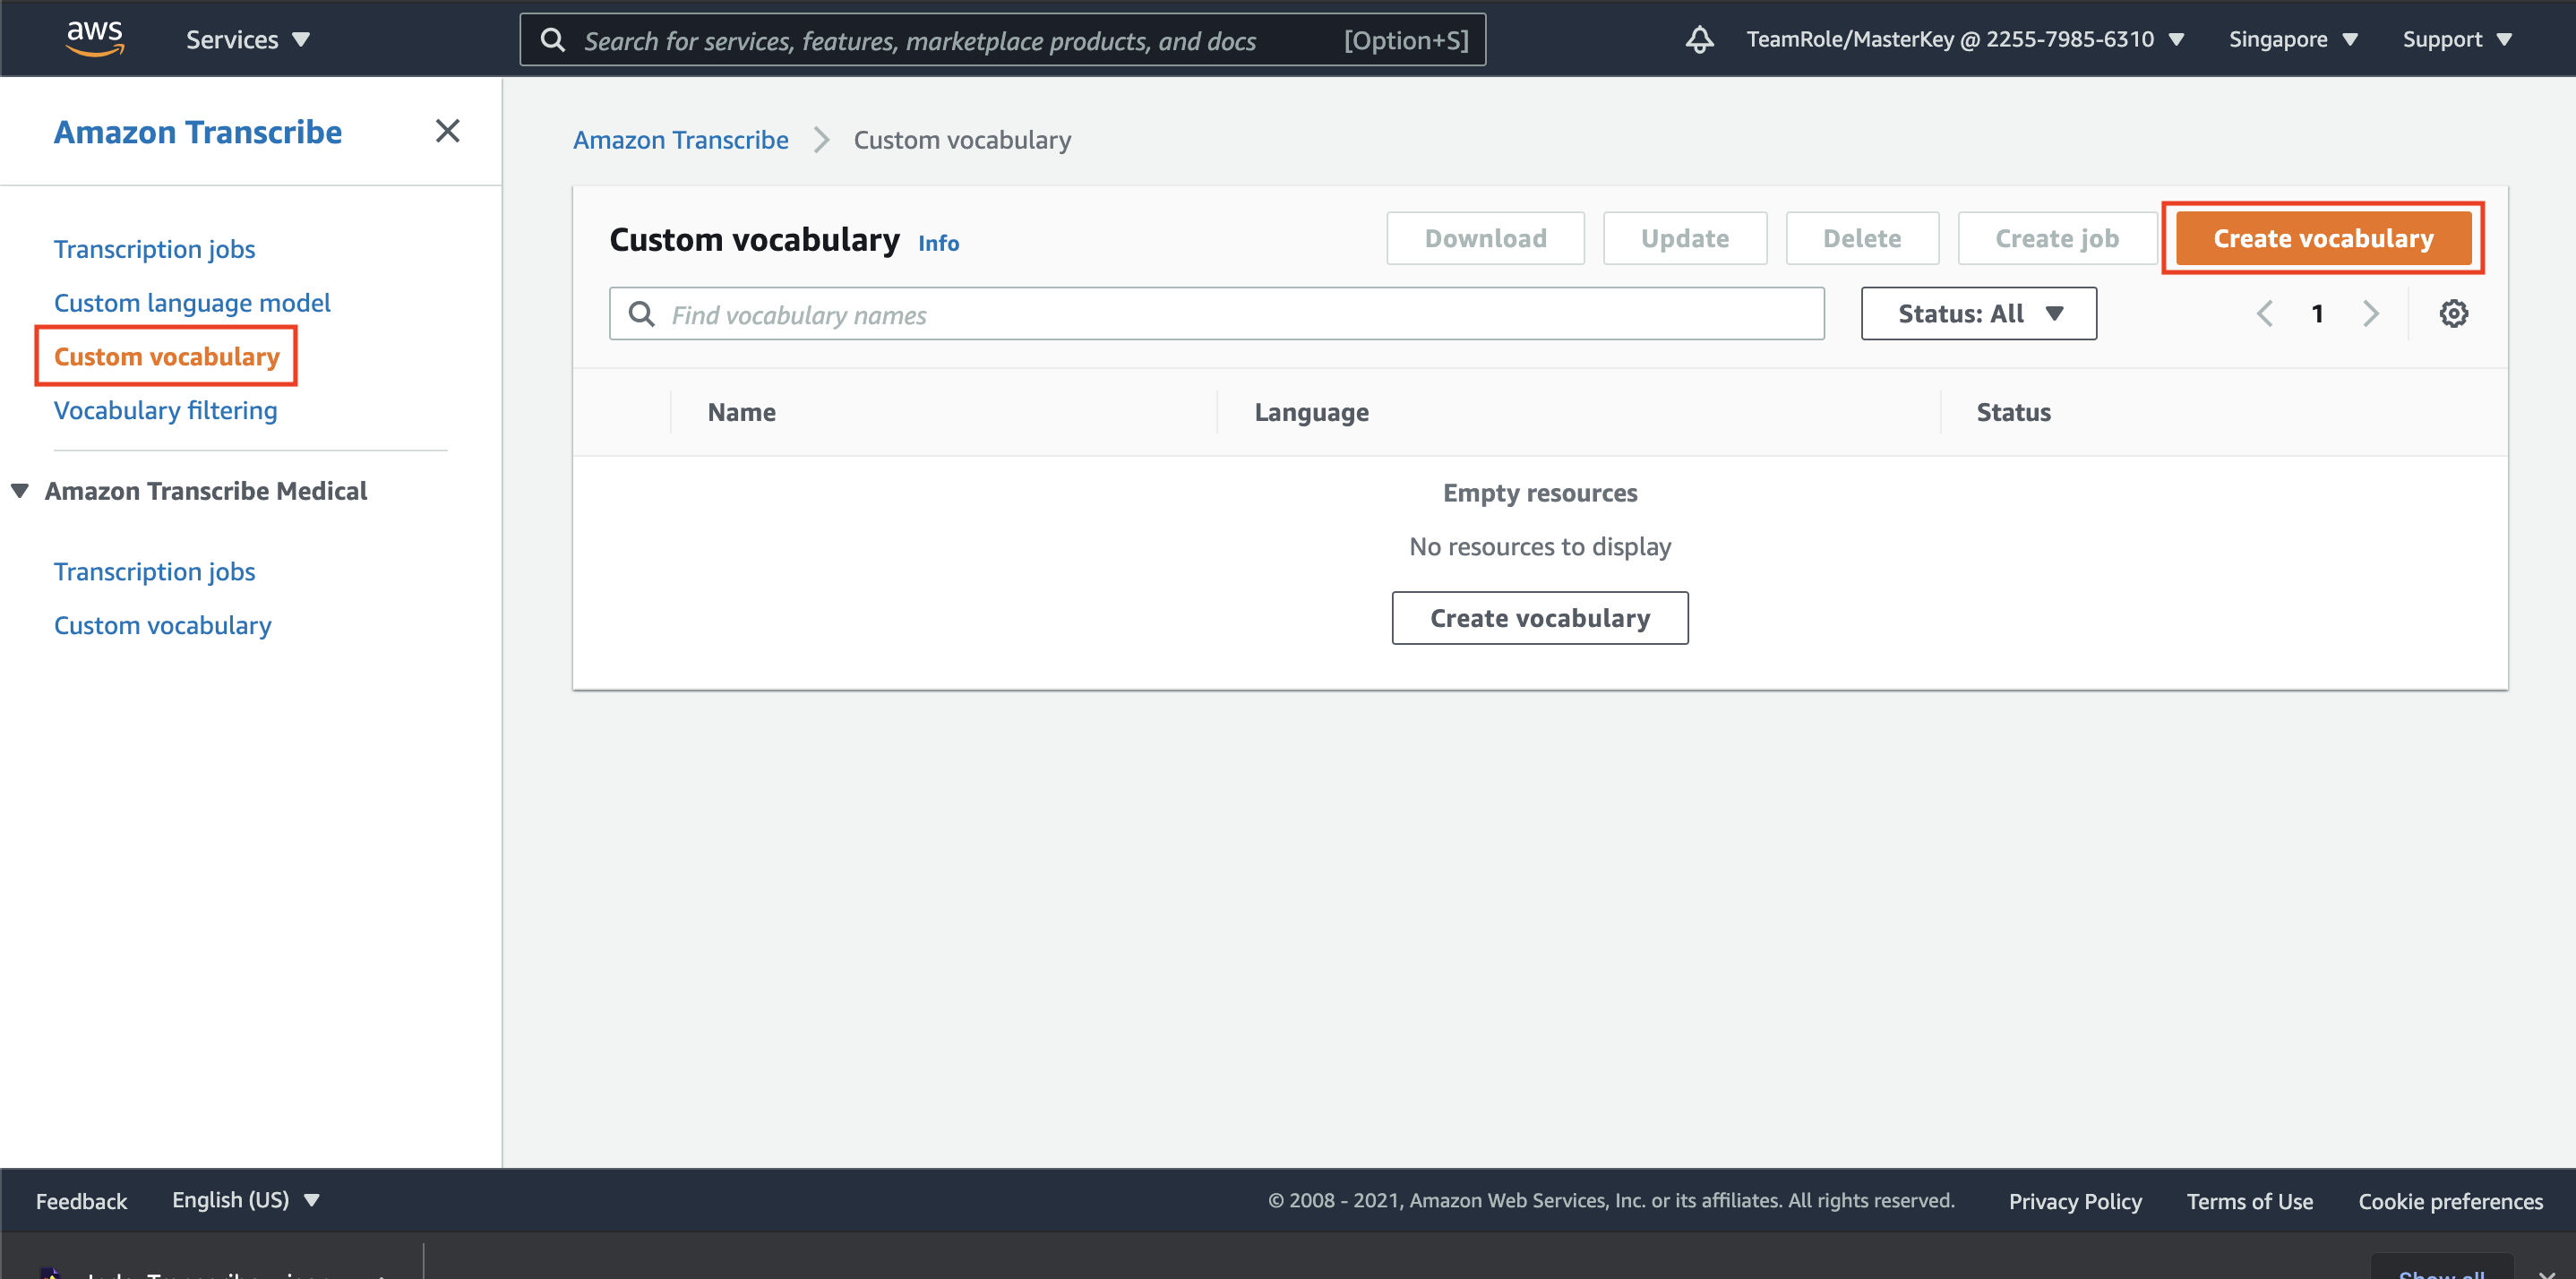 aws Services Search for services, features, marketplace products, and docs [Option+S] TeamRole/MasterKey @ 2255-7985-6310 Singapore Support
Amazon Transcribe
Transcription jobs
Custom language model
Custom vocabulary
Vocabulary filtering
Amazon Transcribe Medical
Transcription jobs
Custom vocabulary
Amazon Transcribe Custom vocabulary
Custom vocabulary Info Download Update Delete Create job Create vocabulary
Find vocabulary names Status: All 1
Name Language Status
Empty resources
No resources to display
Create vocabulary
Feedback English (US) © 2008 - 2021, Amazon Web Services, Inc. or its affiliates. All rights reserved. Privacy Policy Terms of Use Cookie preferences
Show all